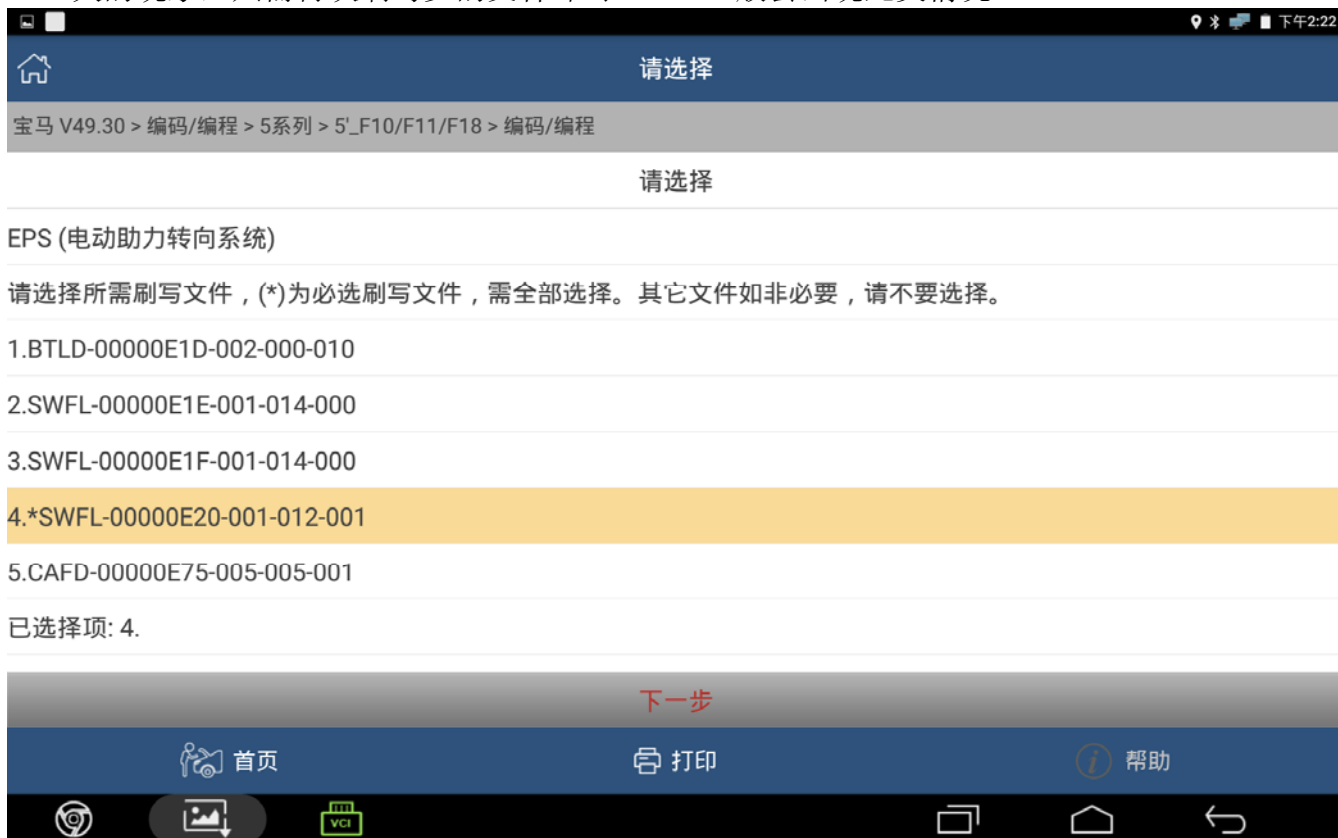 下午2:22
请选择
宝马 V49.30 > 编码/编程 > 5系列 > 5'_F10/F11/F18 > 编码/编程
请选择
EPS (电动助力转向系统)
请选择所需刷写文件，(*)为必选刷写文件，需全部选择。其它文件如非必要，请不要选择。
1.BTLD-00000E1D-002-000-010
2.SWFL-00000E1E-001-014-000
3.SWFL-00000E1F-001-014-000
4.*SWFL-00000E20-001-012-001
5.CAFD-00000E75-005-005-001
已选择项: 4.
下一步
首页 打印 帮助
VCI